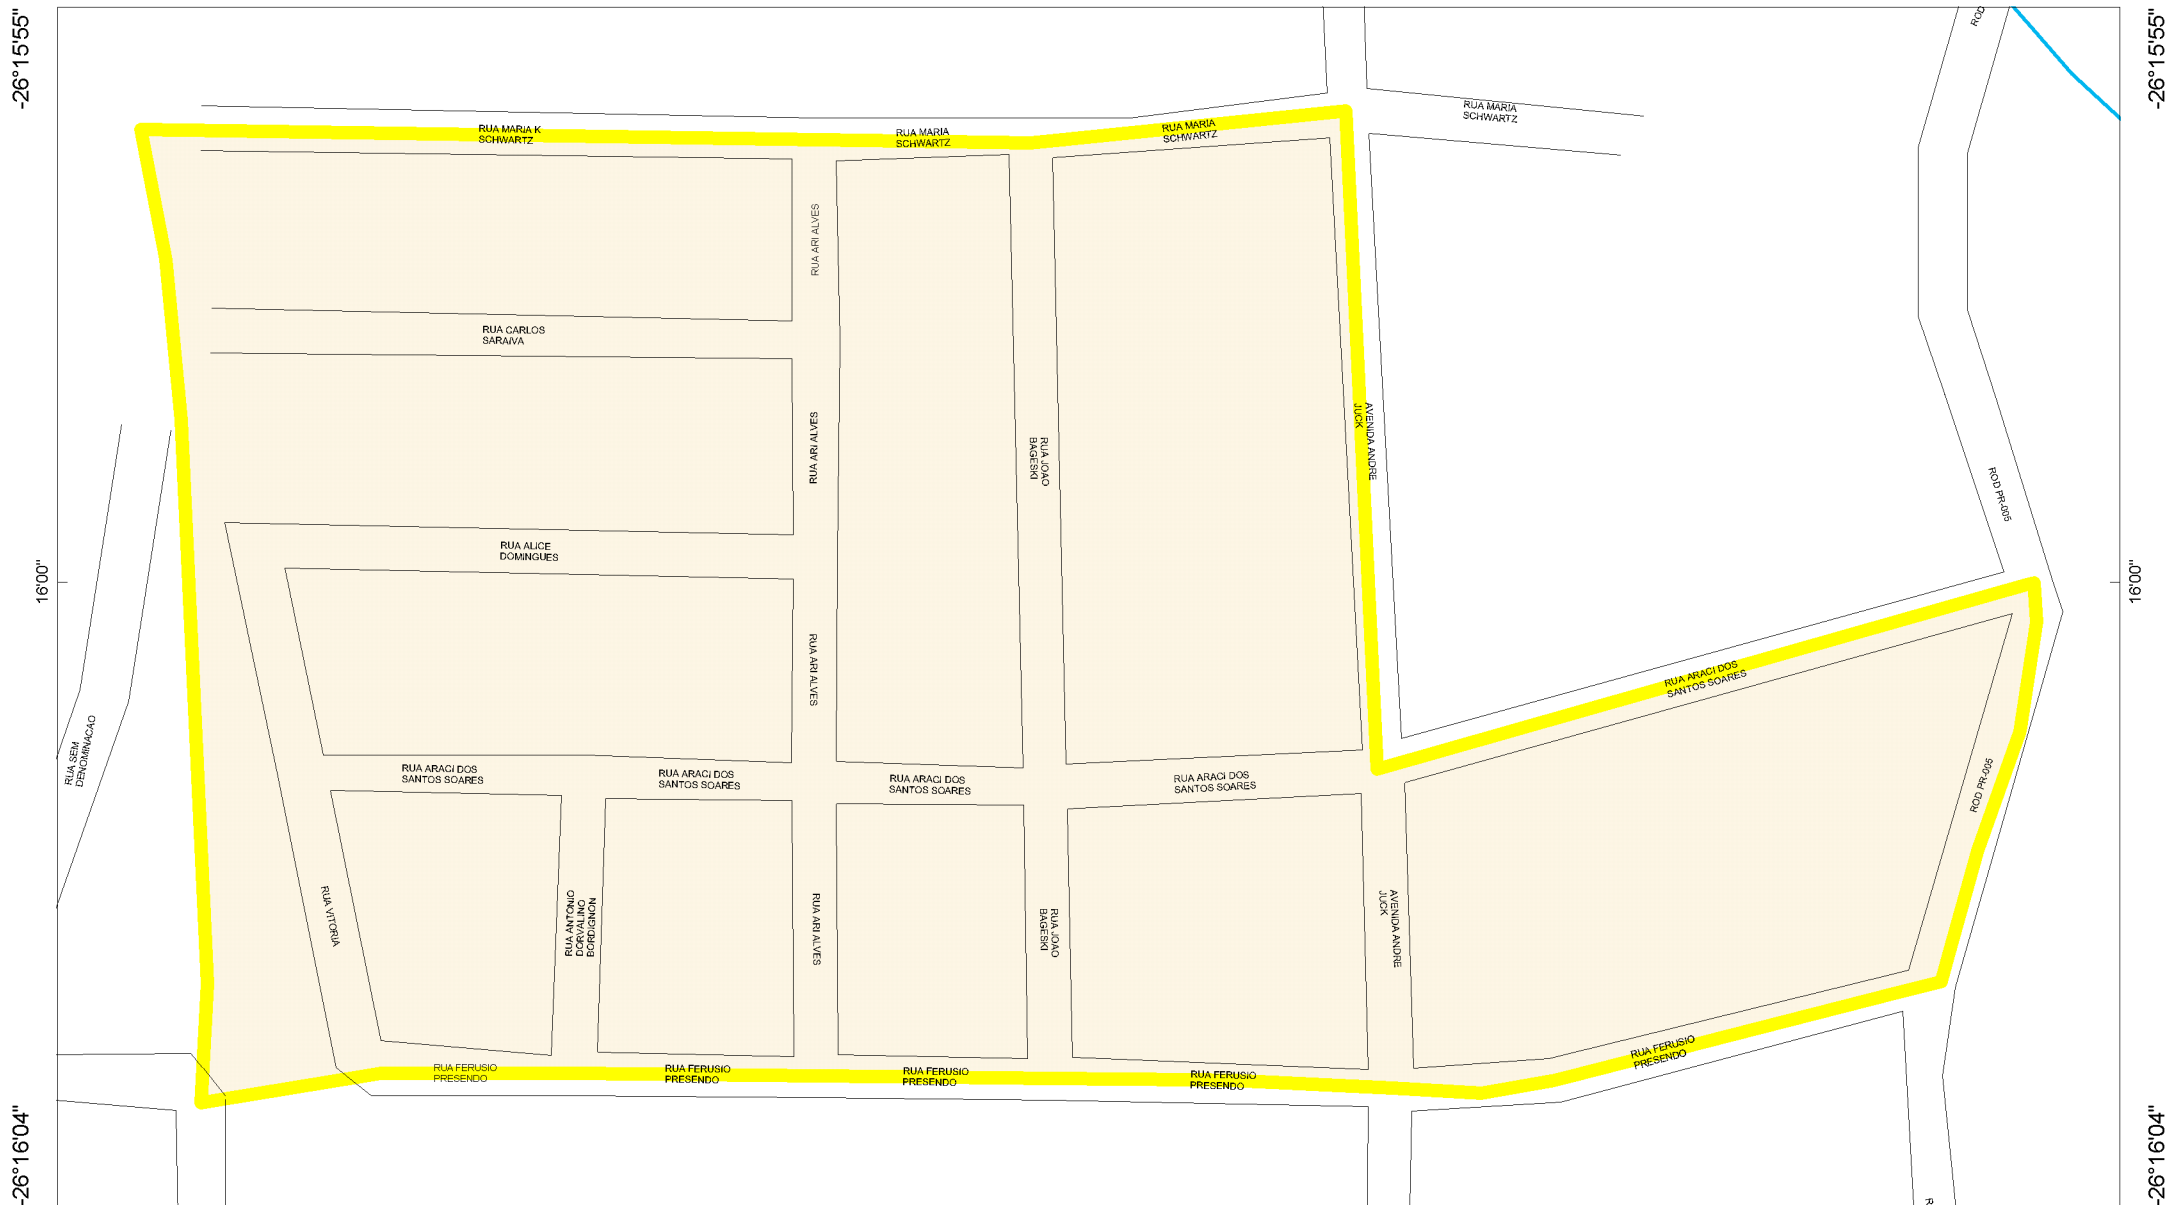 -26°15'55"
-26°15'55"
ROD
RUA MARIA K
SCHWARTZ
RUA MARIA
SCHWARTZ
RUA MARIA
SCHWARTZ
RUA MARIA
SCHWARTZ
RUA ARI ALVES
RUA CARLOS
SARAIVA
RUA ARI ALVES
RUA JOAO
BAGESKI
AVENIDA ANDRE
JUCK
ROD PR-005
RUA ALICE
DOMINGUES
16'00"
16'00"
RUA ARI ALVES
RUA ARACI DOS
SANTOS SOARES
RUA SEM
DENOMINACAO
RUA ARACI DOS
SANTOS SOARES
RUA ARACI DOS
SANTOS SOARES
RUA ARACI DOS
SANTOS SOARES
RUA ARACI DOS
SANTOS SOARES
ROD PR-005
RUA VITORIA
RUA ANTONIO
DORVALINO
BORDIGNON
RUA ARI ALVES
RUA JOAO
BAGESKI
AVENIDA ANDRE
JUCK
RUA FERUSIO
PRESENDO
RUA FERUSIO
PRESENDO
RUA FERUSIO
PRESENDO
RUA FERUSIO
PRESENDO
RUA FERUSIO
PRESENDO
-26°16'04"
-26°16'04"